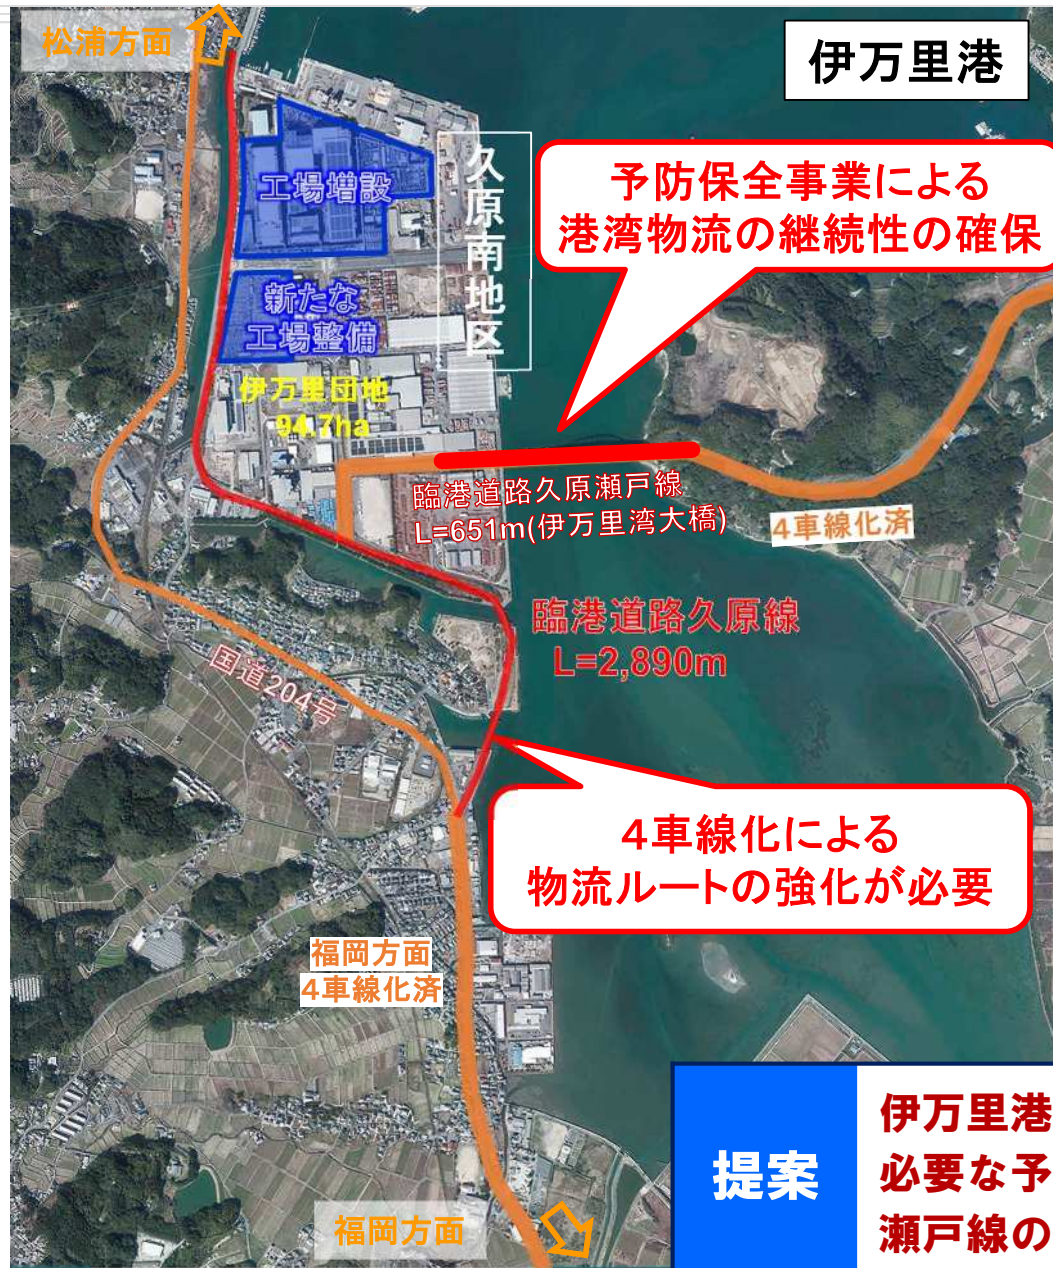 松浦方面
伊万里港
工場増設
久原南地区
予防保全事業による
港湾物流の継続性の確保
新たな
工場整備
伊万里団地
94.7ha
臨港道路久原瀬戸線
L=651m(伊万里湾大橋)
4車線化済
臨港道路久原線
L=2,890m
国道204号
4車線化による
物流ルートの強化が必要
福岡方面
4車線化済
提案
伊万里港
必要な予
瀬戸線の
福岡方面